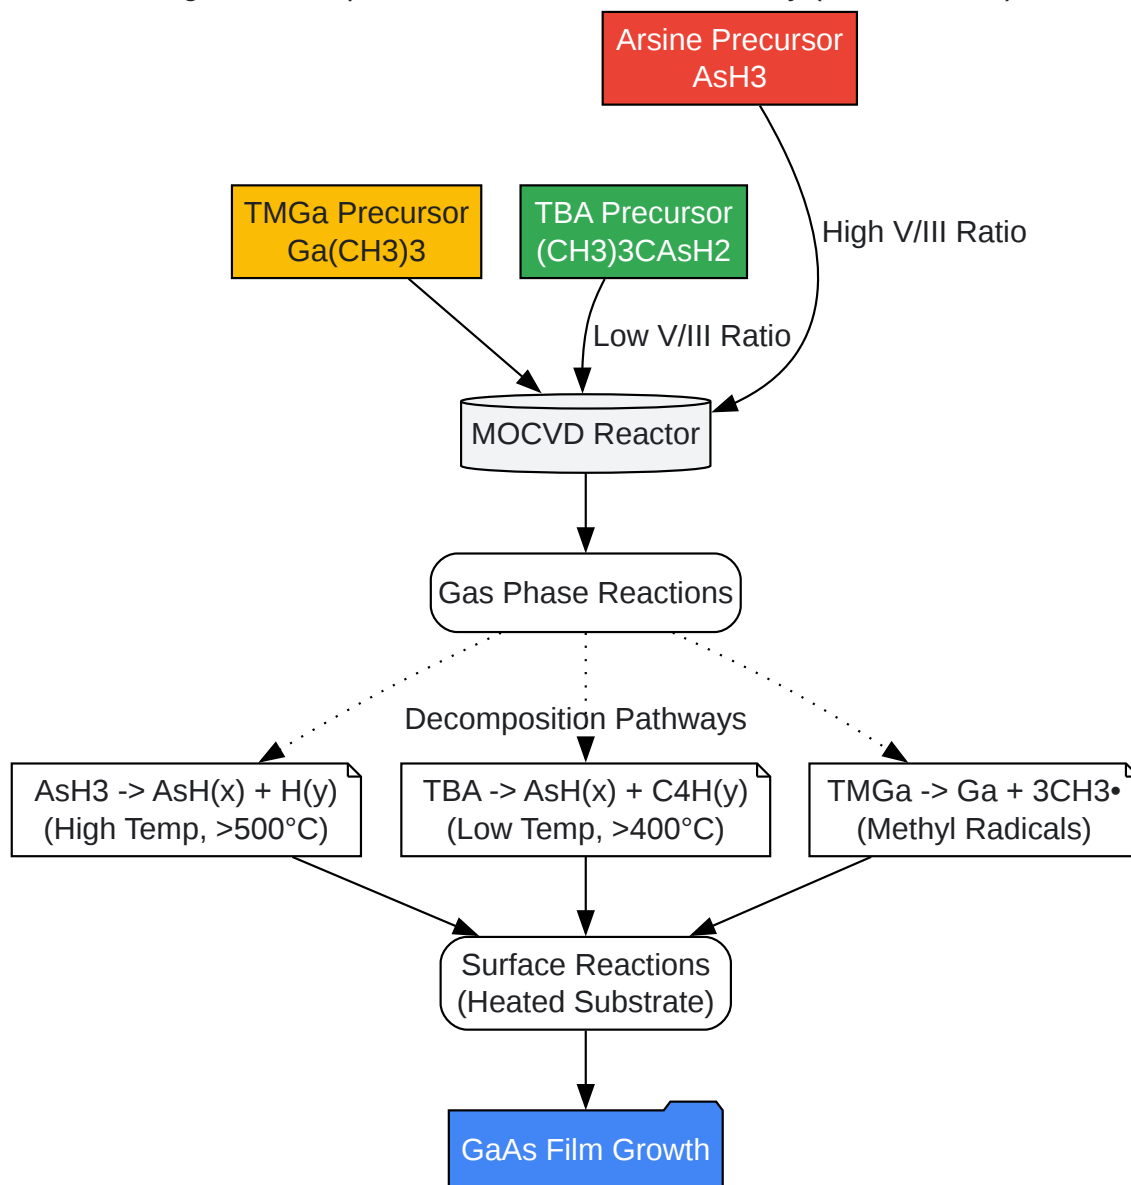 Arsine Precursor
AsH3
TMGa Precursor
Ga(CH3)3
TBA Precursor
(CH3)3CAsH2
High V/III Ratio
Low V/III Ratio
MOCVD Reactor
Gas Phase Reactions
Decomposition Pathways
AsH3 -> AsH(x) + H(y)
(High Temp, >500°C)
TBA -> AsH(x) + C4H(y)
(Low Temp, >400°C)
TMGa -> Ga + 3CH3•
(Methyl Radicals)
Surface Reactions
(Heated Substrate)
GaAs Film Growth